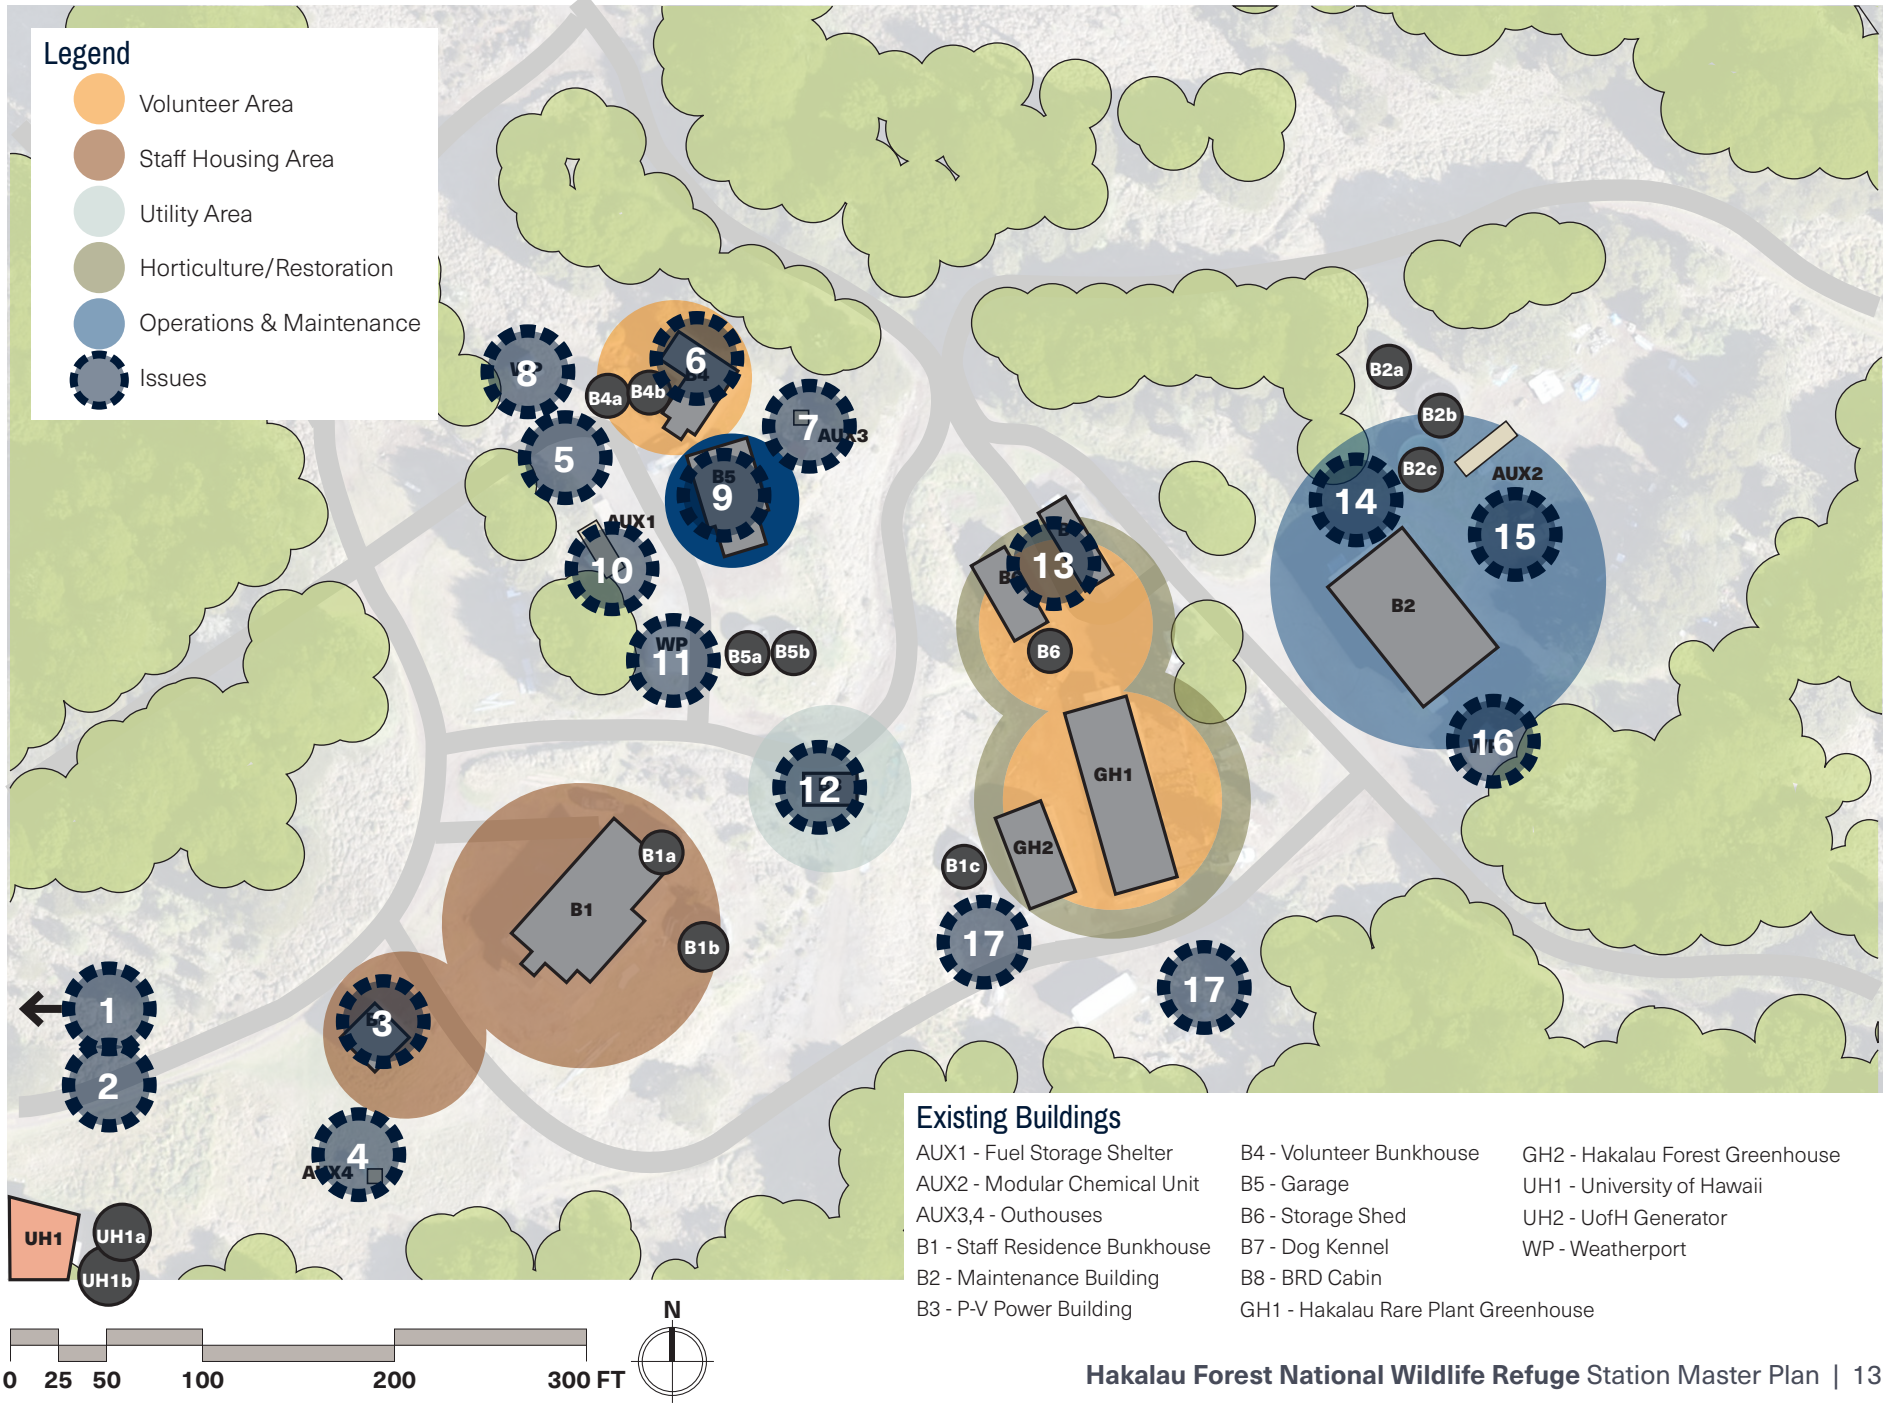 Legend
Volunteer Area
Staff Housing Area
Utility Area
Horticulture/Restoration
Operations & Maintenance
Issues
6
WP
8
B4
B4a
B4b
7
AUX3
5
B5
9
AUX1
10
WP
11
B5a
B5b
B2a
B2b
B2c
AUX2
14
15
13
B6
B2
WP
16
12
GH1
GH2
B1a
B1
B1b
B1c
17
17
1
2
3
4
AUX4
UH1
UH1a
UH1b
Existing Buildings
AUX1 - Fuel Storage Shelter
AUX2 - Modular Chemical Unit
AUX3,4 - Outhouses
B1 - Staff Residence Bunkhouse
B2 - Maintenance Building
B3 - P-V Power Building
B4 - Volunteer Bunkhouse
B5 - Garage
B6 - Storage Shed
B7 - Dog Kennel
B8 - BRD Cabin
GH1 - Hakalau Rare Plant Greenhouse
GH2 - Hakalau Forest Greenhouse
UH1 - University of Hawaii
UH2 - UofH Generator
WP - Weatherport
0 25 50 100 200 300 FT
N
Hakalau Forest National Wildlife Refuge Station Master Plan | 13